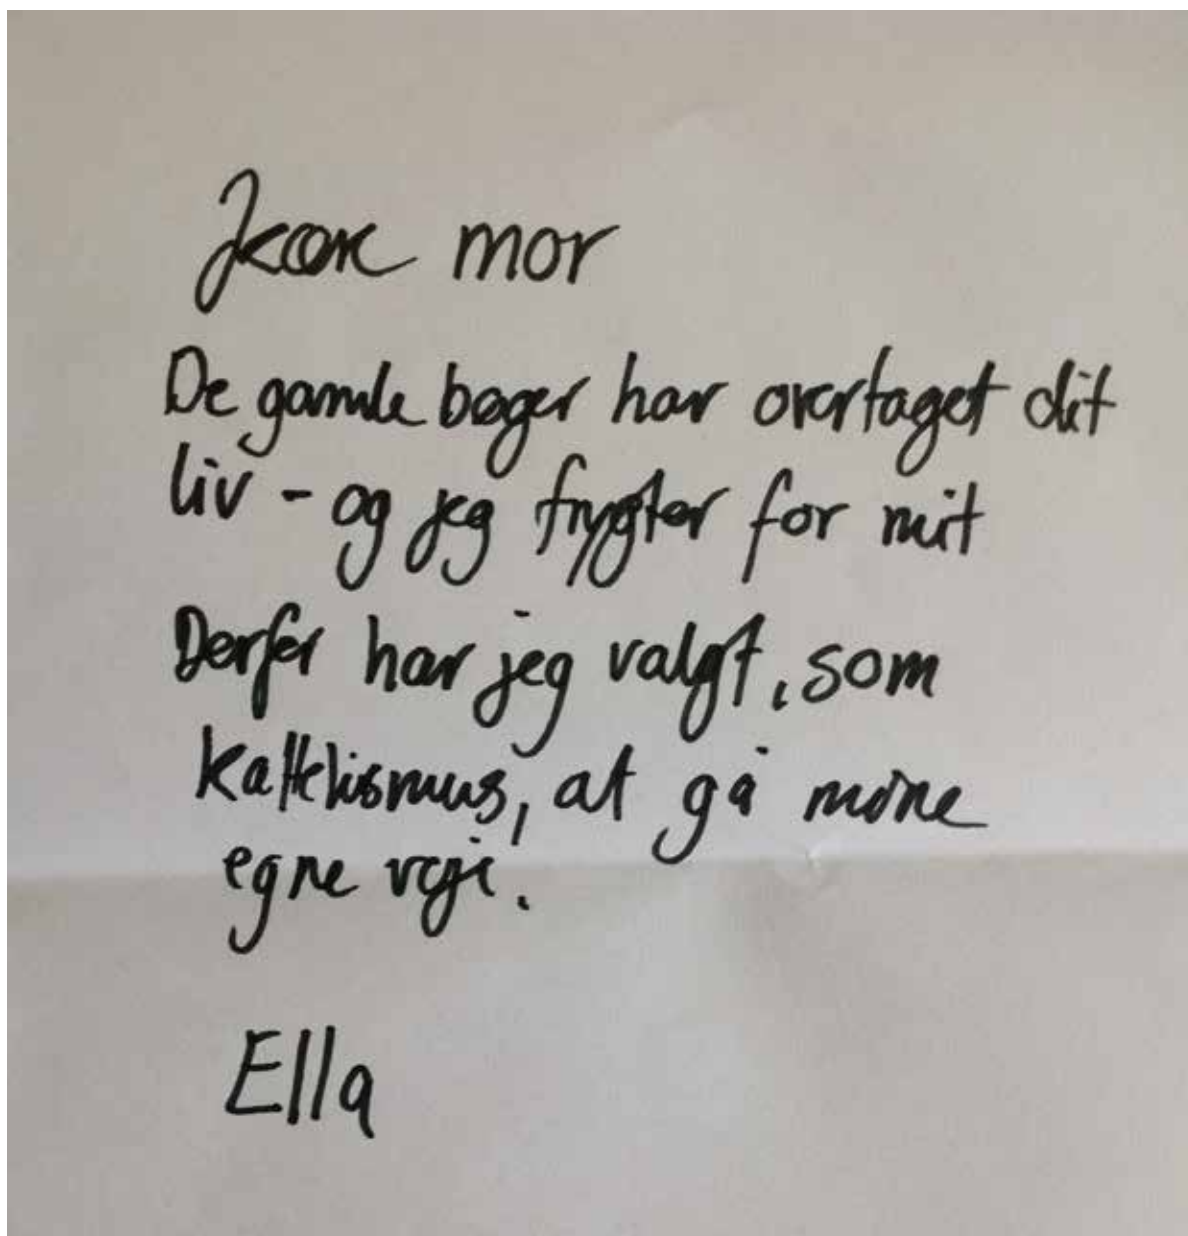 Kære mor
De gamle bøger har overtaget dit
liv - og jeg frygter for mit
Derfor har jeg valgt, som
kattekismus, at gå mine
egne veje.
Ella